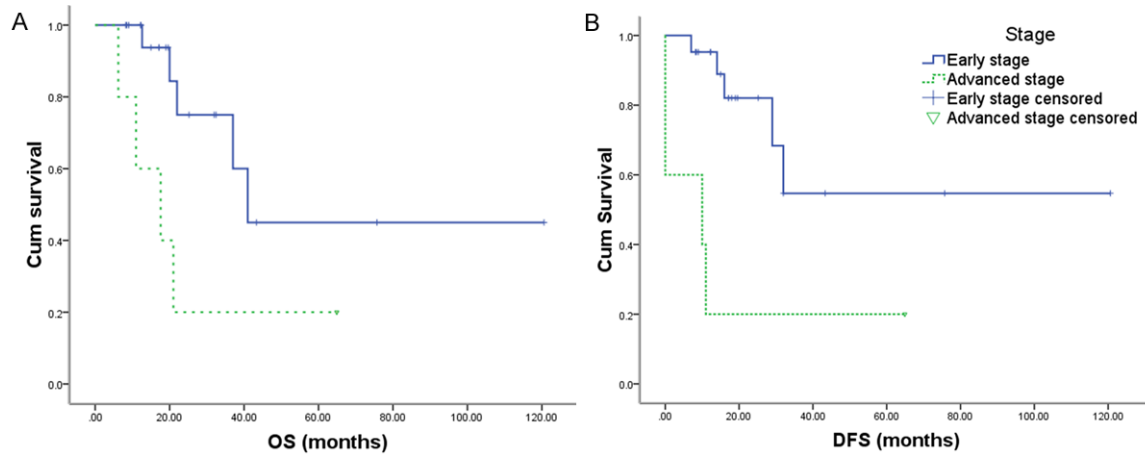 A
1.0
0.8
0.6
0.4
0.2
0.0
Cum survival
.00 20.00 40.00 60.00 80.00 100.00 120.00
OS (months)
B
1.0
0.8
0.6
0.4
0.2
0.0
Cum Survival
.00 20.00 40.00 60.00 80.00 100.00 120.00
DFS (months)
Stage
Early stage
Advanced stage
Early stage censored
Advanced stage censored